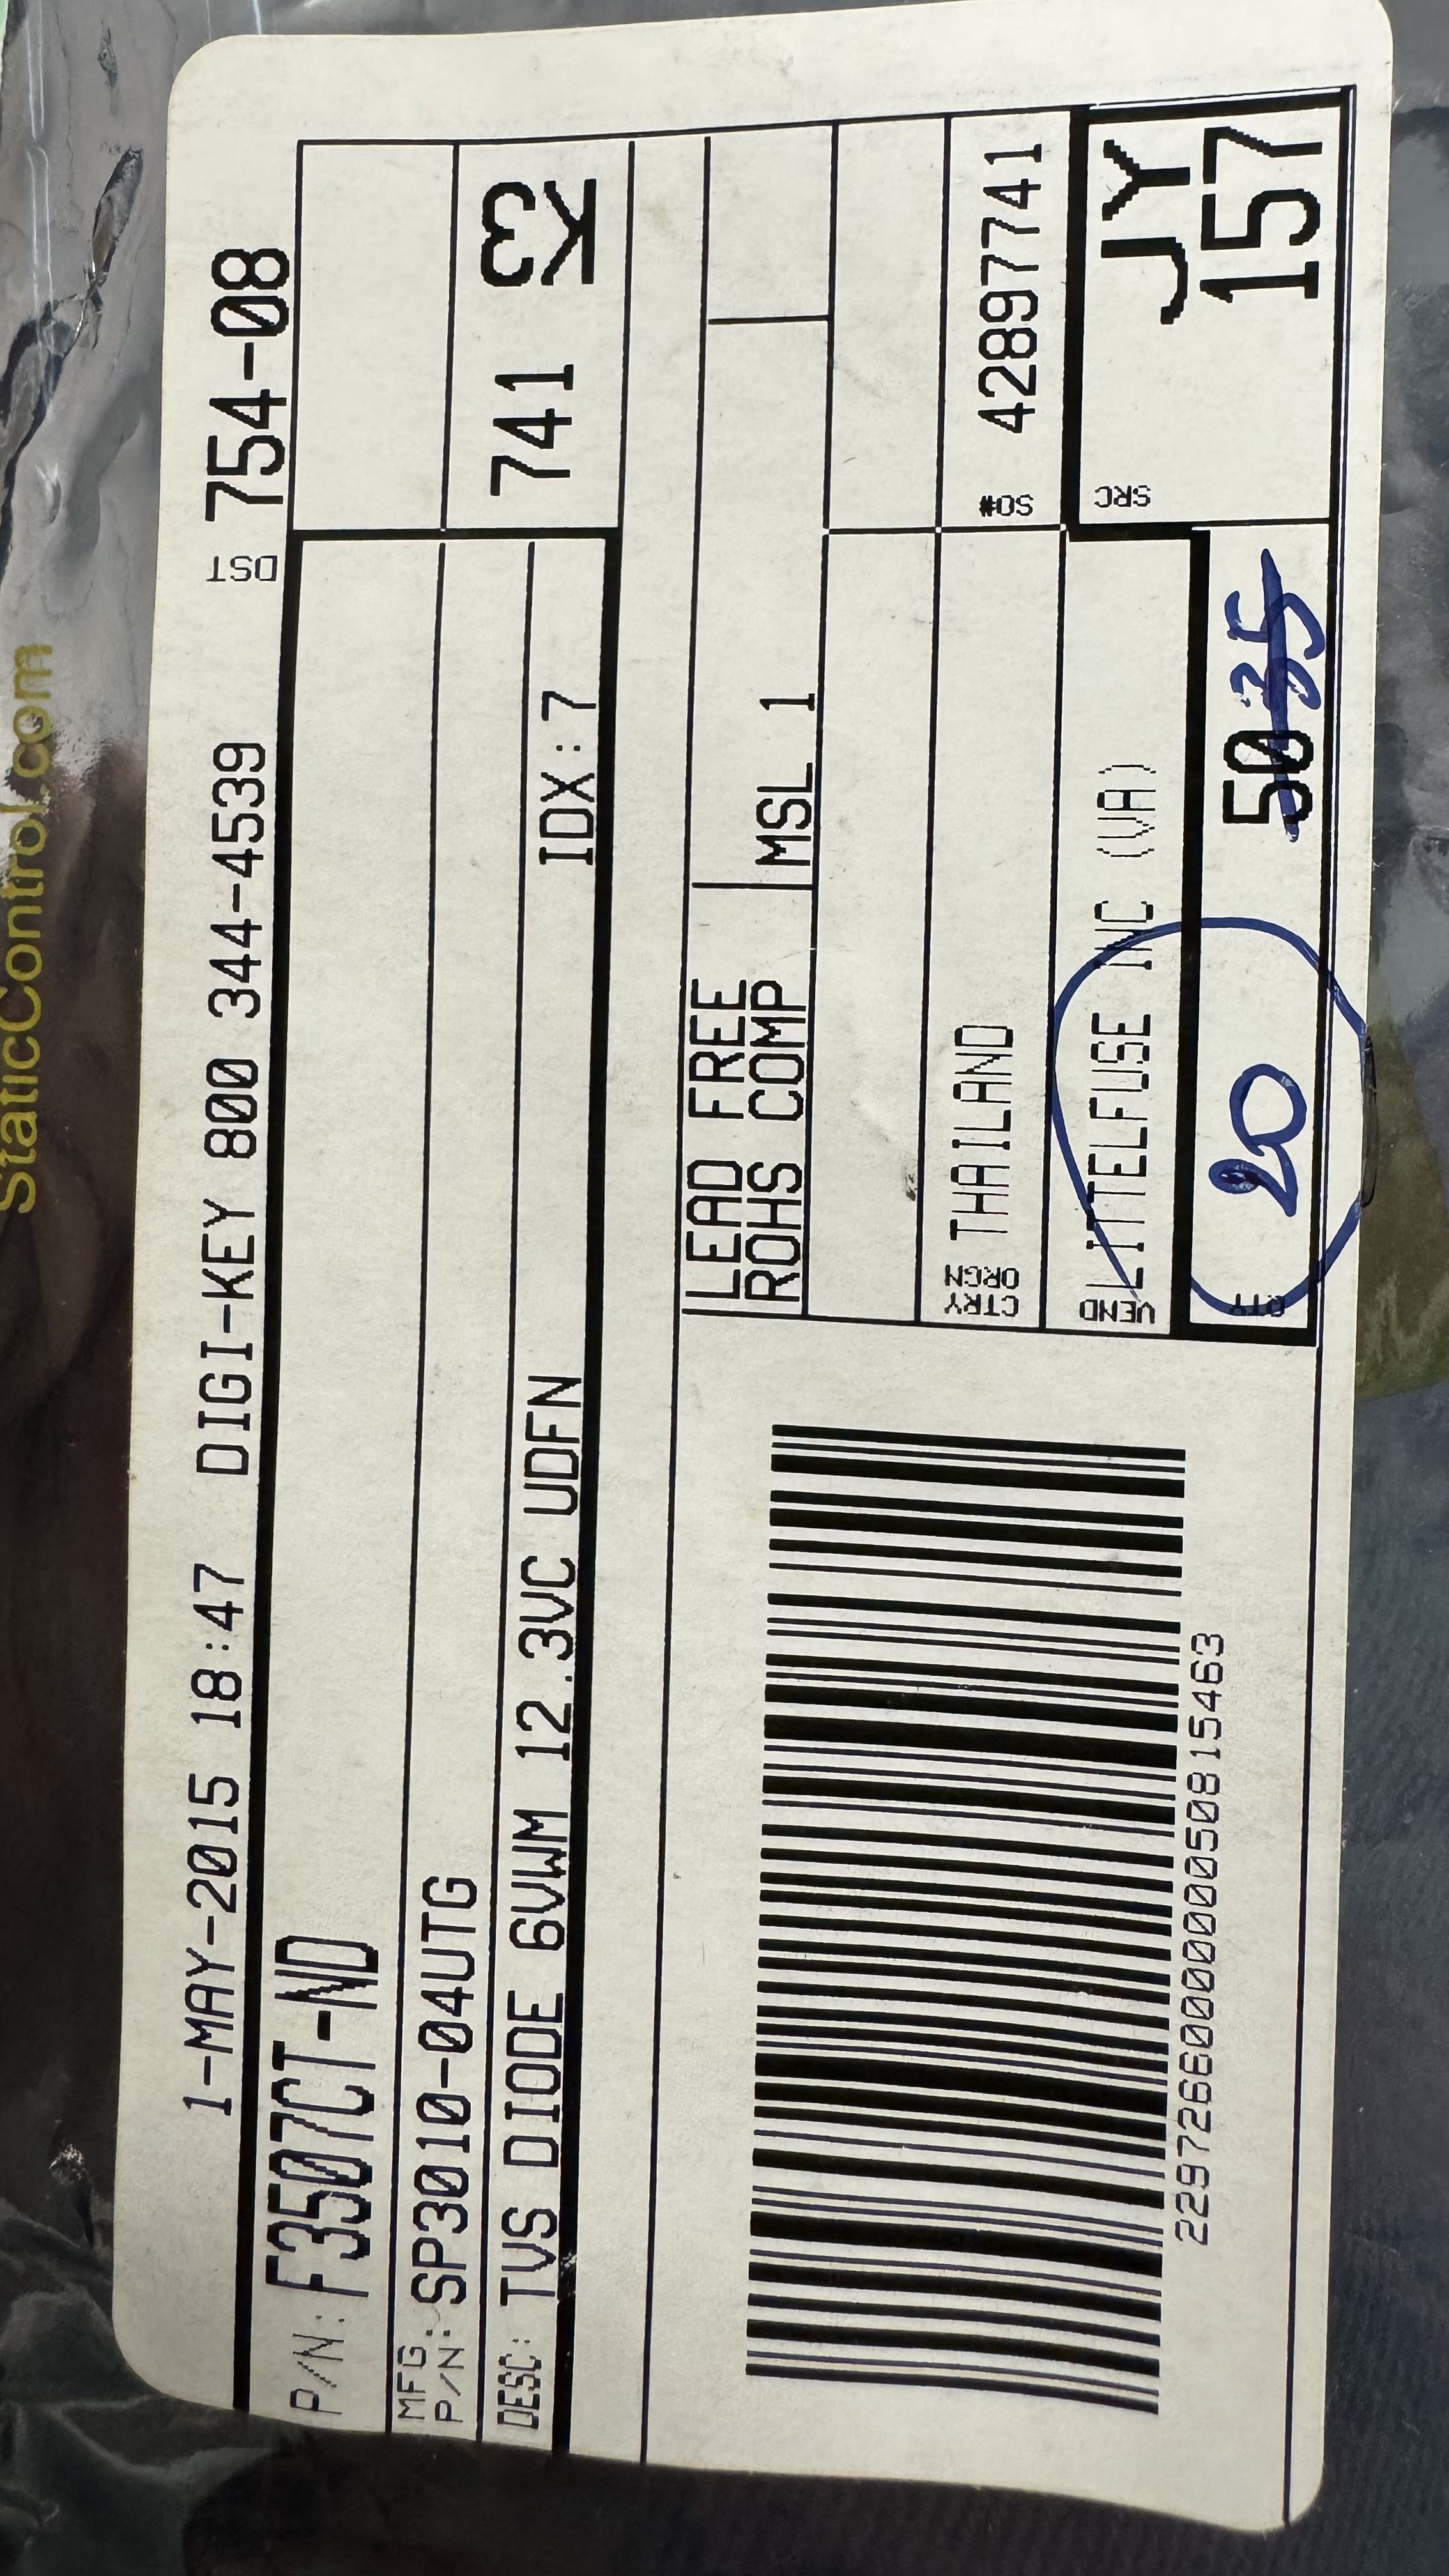 StaticControl.com
1-MAY-2015 18:47 DIGI-KEY 800 344-4539 DST 754-08
P/N: F3507CT-ND
MFG. P/N: SP3010-04UTG
DESC: TVS DIODE 6VWM 12.3VC UDFN
IDX: 7
741
K3
LEAD FREE
ROHS COMP
MSL 1
CTRY ORGN THAILAND
SO# 4289741
VEND LITTELFUSE INC (VA)
SRC JY
157
QTY 20 50 35